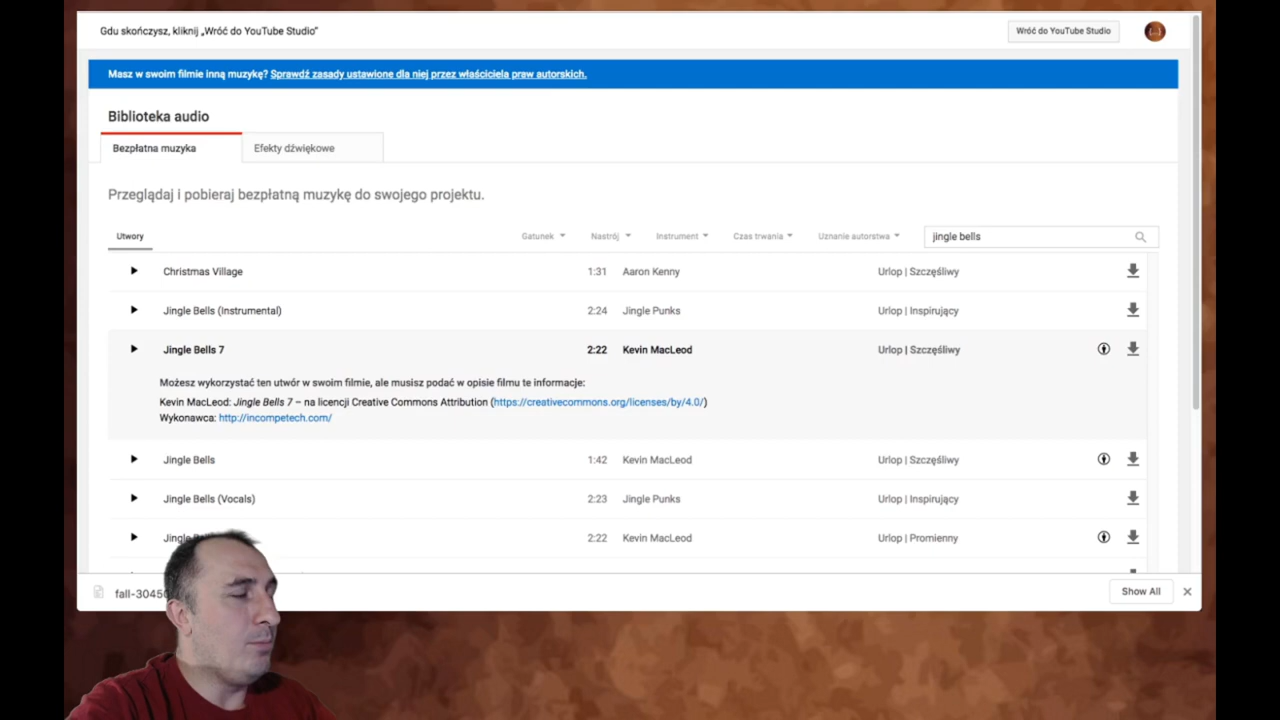 Gdu skończysz, kliknij „Wróć do YouTube Studio”
Wróć do YouTube Studio
Masz w swoim filmie inną muzykę? Sprawdź zasady ustawione dla niej przez właściciela praw autorskich.
Biblioteka audio
Bezpłatna muzyka Efekty dźwiękowe
Przeglądaj i pobieraj bezpłatną muzykę do swojego projektu.
Utwory Gatunek Nastrój Instrument Czas trwania Uznanie autorstwa jingle bells
Christmas Village 1:31 Aaron Kenny Urlop | Szczęśliwy
Jingle Bells (Instrumental) 2:24 Jingle Punks Urlop | Inspirujący
Jingle Bells 7 2:22 Kevin MacLeod Urlop | Szczęśliwy
Możesz wykorzystać ten utwór w swoim filmie, ale musisz podać w opisie filmu te informacje:
Kevin MacLeod: Jingle Bells 7 – na licencji Creative Commons Attribution (https://creativecommons.org/licenses/by/4.0/)
Wykonawca: http://incompetech.com/
Jingle Bells 1:42 Kevin MacLeod Urlop | Szczęśliwy
Jingle Bells (Vocals) 2:23 Jingle Punks Urlop | Inspirujący
Jingle 2:22 Kevin MacLeod Urlop | Promienny
fall-3045 Show All